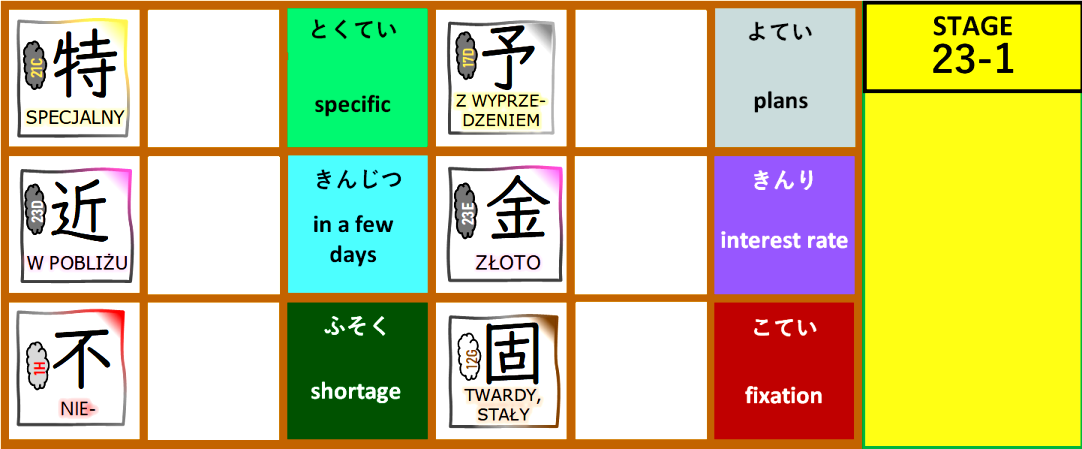 21C
特
SPECJALNY
とくてい
specific
17D
予
Z WYPRZE-
DZENIEM
よてい
plans
STAGE
23-1
23D
近
W POBLIŻU
きんじつ
in a few
days
23E
金
ZŁOTO
きんり
interest rate
1H
不
NIE-
ふそく
shortage
12G
固
TWARDY,
STAŁY
こてい
fixation